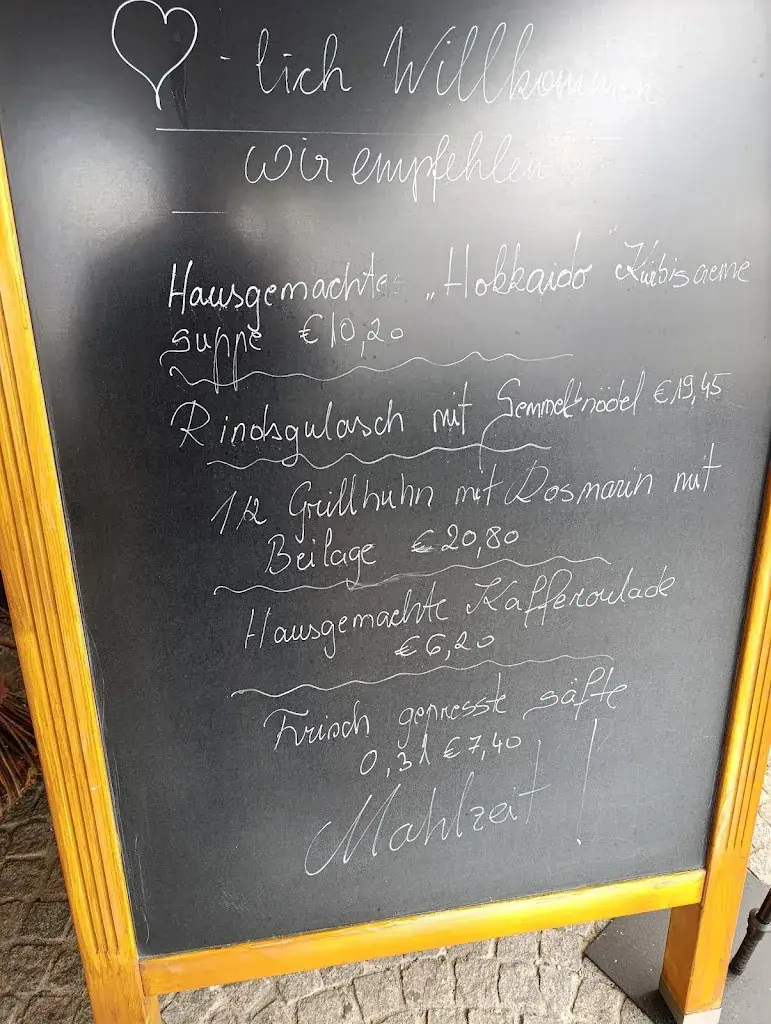 - lich Willkommen
wir empfehlen
Hausgemachte „Hokkaido" Kürbiscreme
suppe € 10,20
Rindsgulasch mit Semmelknödel € 19,45
1/2 Grillhuhn mit Rosmarin mit
Beilage € 20,80
Hausgemachte Kafferoulade
€ 6,20
Frisch gepresste säfte
0,3l € 7,40
Mahlzeit !